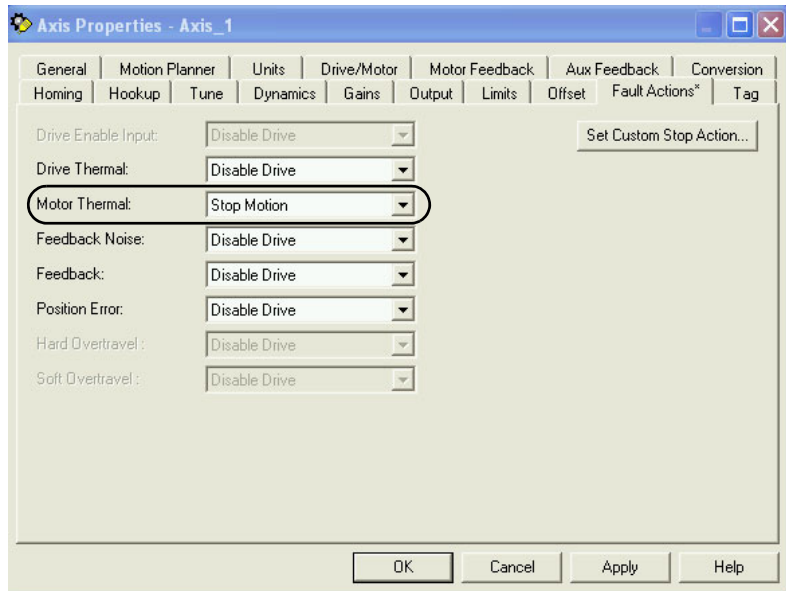 Axis Properties - Axis_1
General Motion Planner Units Drive/Motor Motor Feedback Aux Feedback Conversion
Homing Hookup Tune Dynamics Gains Output Limits Offset Fault Actions* Tag
Drive Enable Input: Disable Drive Set Custom Stop Action...
Drive Thermal: Disable Drive
Motor Thermal: Stop Motion
Feedback Noise: Disable Drive
Feedback: Disable Drive
Position Error: Disable Drive
Hard Overtravel : Disable Drive
Soft Overtravel : Disable Drive
OK Cancel Apply Help